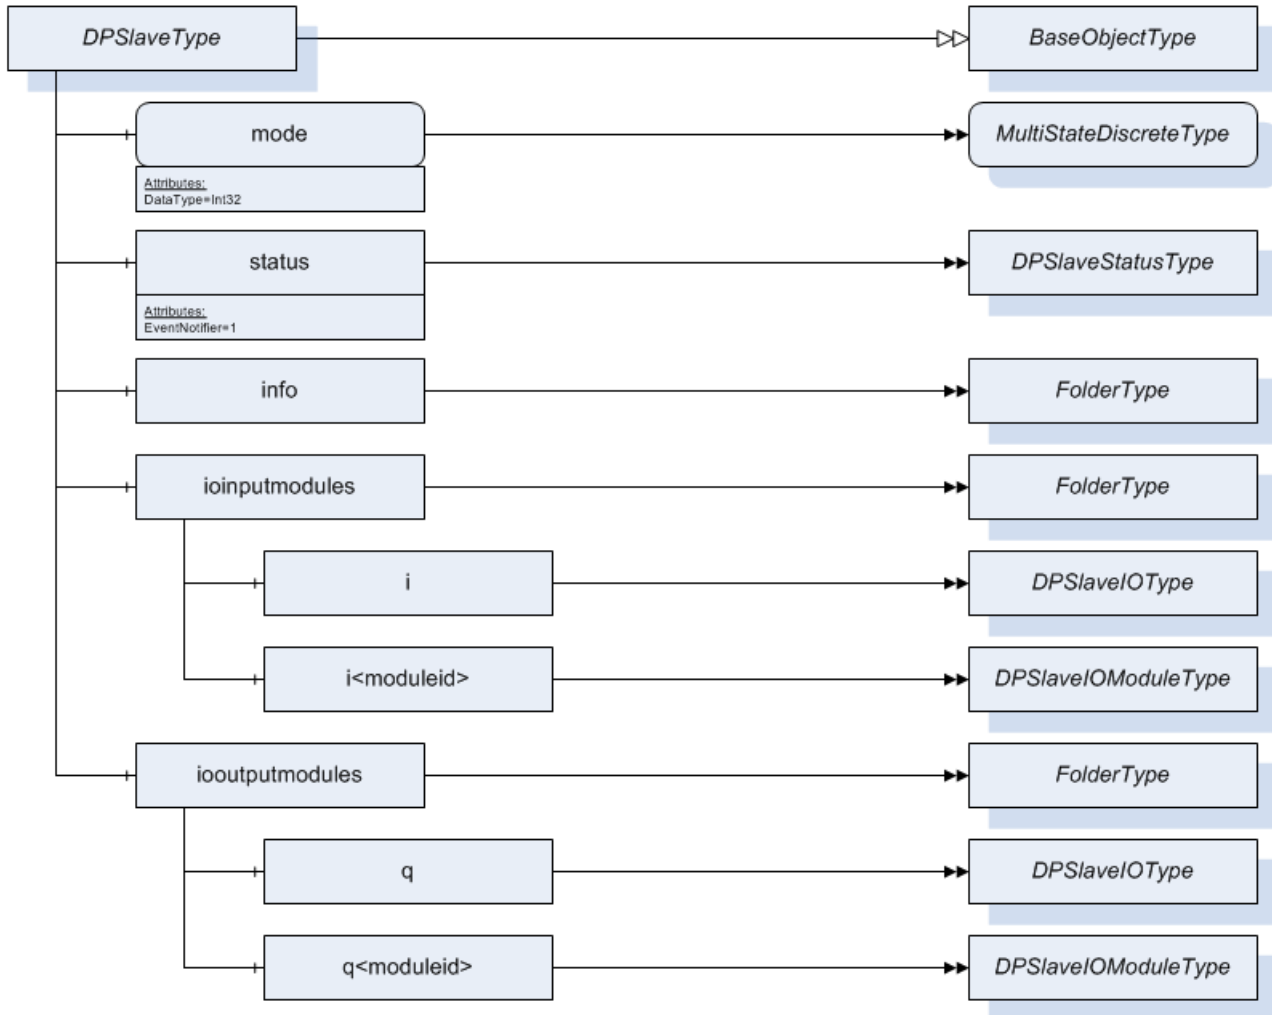 DPSlaveType
BaseObjectType
mode
MultiStateDiscreteType
Attributes:
DataType=Int32
status
DPSlaveStatusType
Attributes:
EventNotifier=1
info
FolderType
ioinputmodules
FolderType
i
DPSlaveIOType
i<moduleid>
DPSlaveIOModuleType
iooutputmodules
FolderType
q
DPSlaveIOType
q<moduleid>
DPSlaveIOModuleType